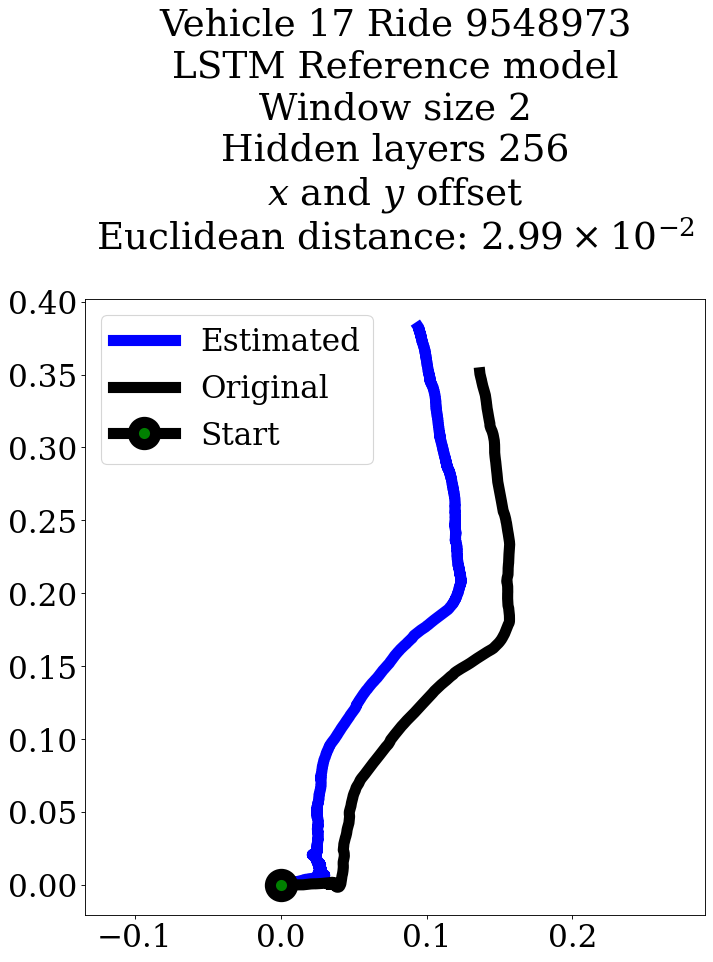 Vehicle 17 Ride 9548973
LSTM Reference model
Window size 2
Hidden layers 256
x and y offset
Euclidean distance: 2.99 × 10⁻²
Estimated
Original
Start
0.40
0.35
0.30
0.25
0.20
0.15
0.10
0.05
0.00
−0.1 0.0 0.1 0.2